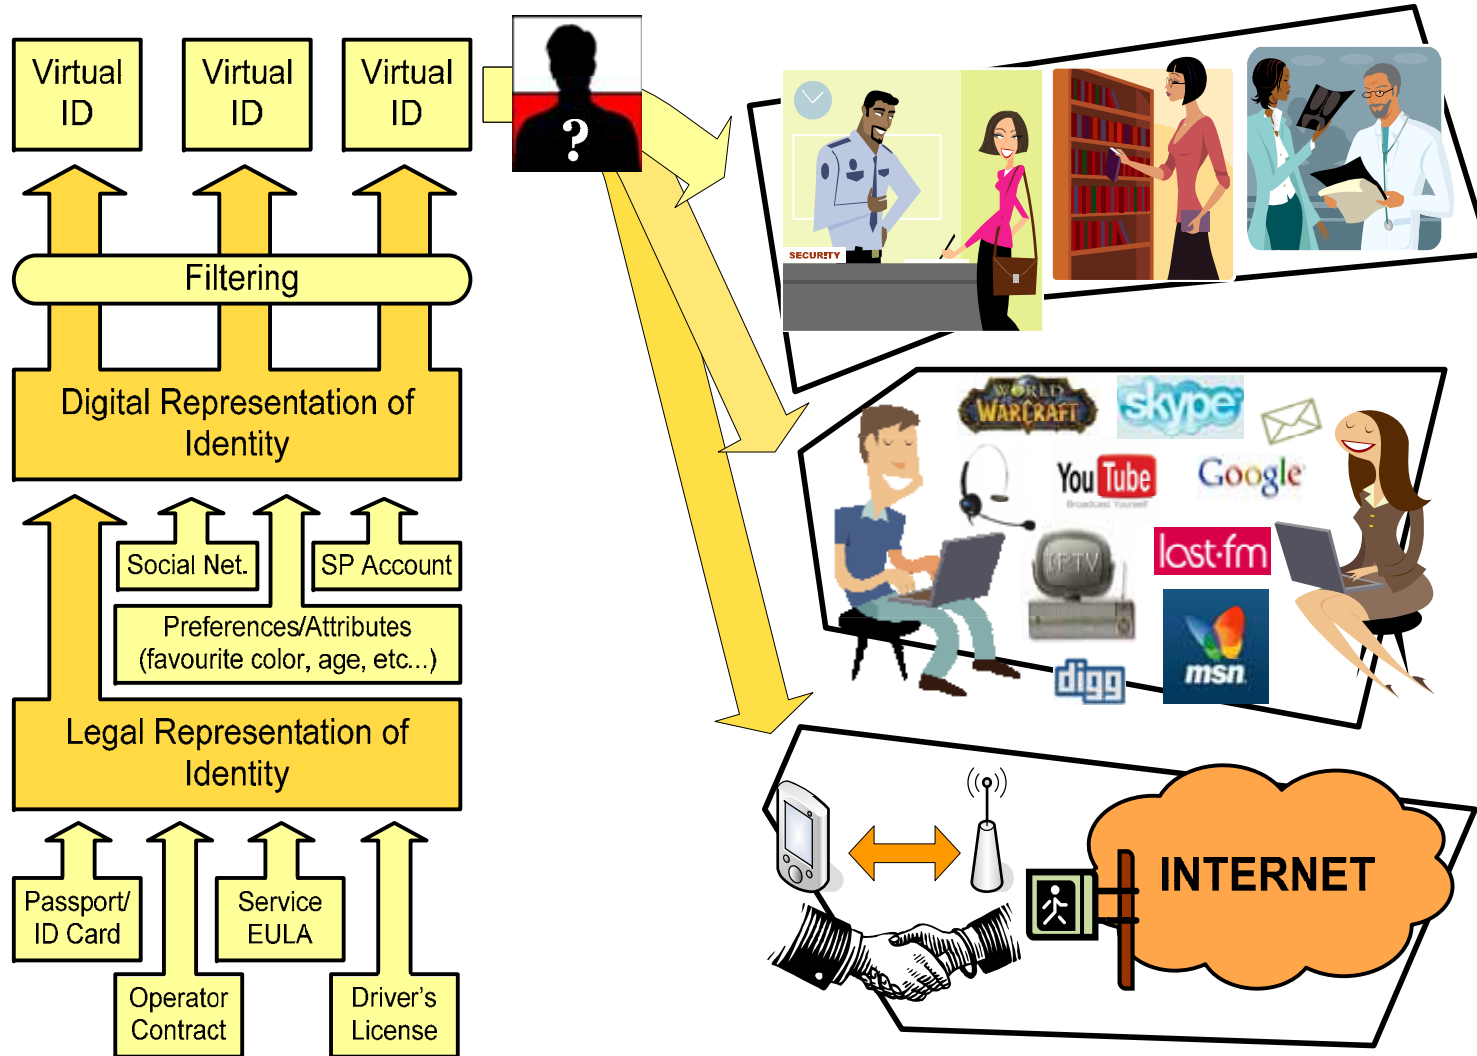 Virtual
ID
Virtual
ID
Virtual
ID
?
Filtering
Digital Representation of
Identity
Social Net.
SP Account
Preferences/Attributes
(favourite color, age, etc...)
Legal Representation of
Identity
Passport/
ID Card
Service
EULA
Operator
Contract
Driver's
License
SECURITY
WORLD
WARCRAFT
skype
YouTube
Broadcast Yourself
Google
IPTV
last·fm
msn
digg
INTERNET